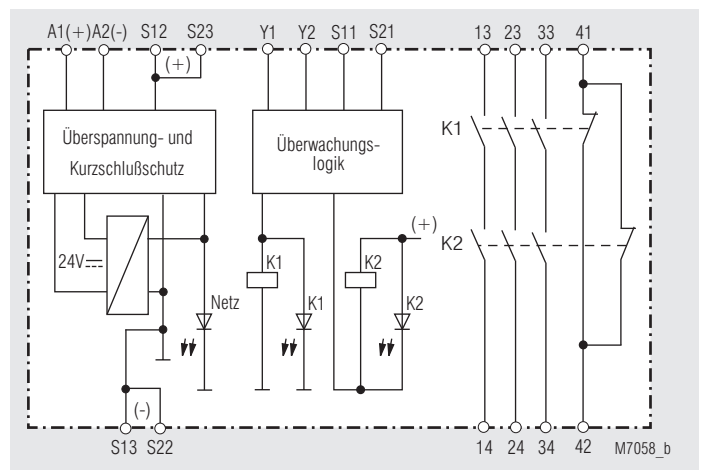 A1(+) A2(-) S12 S23 Y1 Y2 S11 S21 13 23 33 41
(+)
Überspannung- und
Kurzschlußschutz
Überwachungs-
logik
K1
K2
(+)
24V
K1
K2
Netz
K1
K2
(-)
S13 S22
14 24 34 42
M7058_b